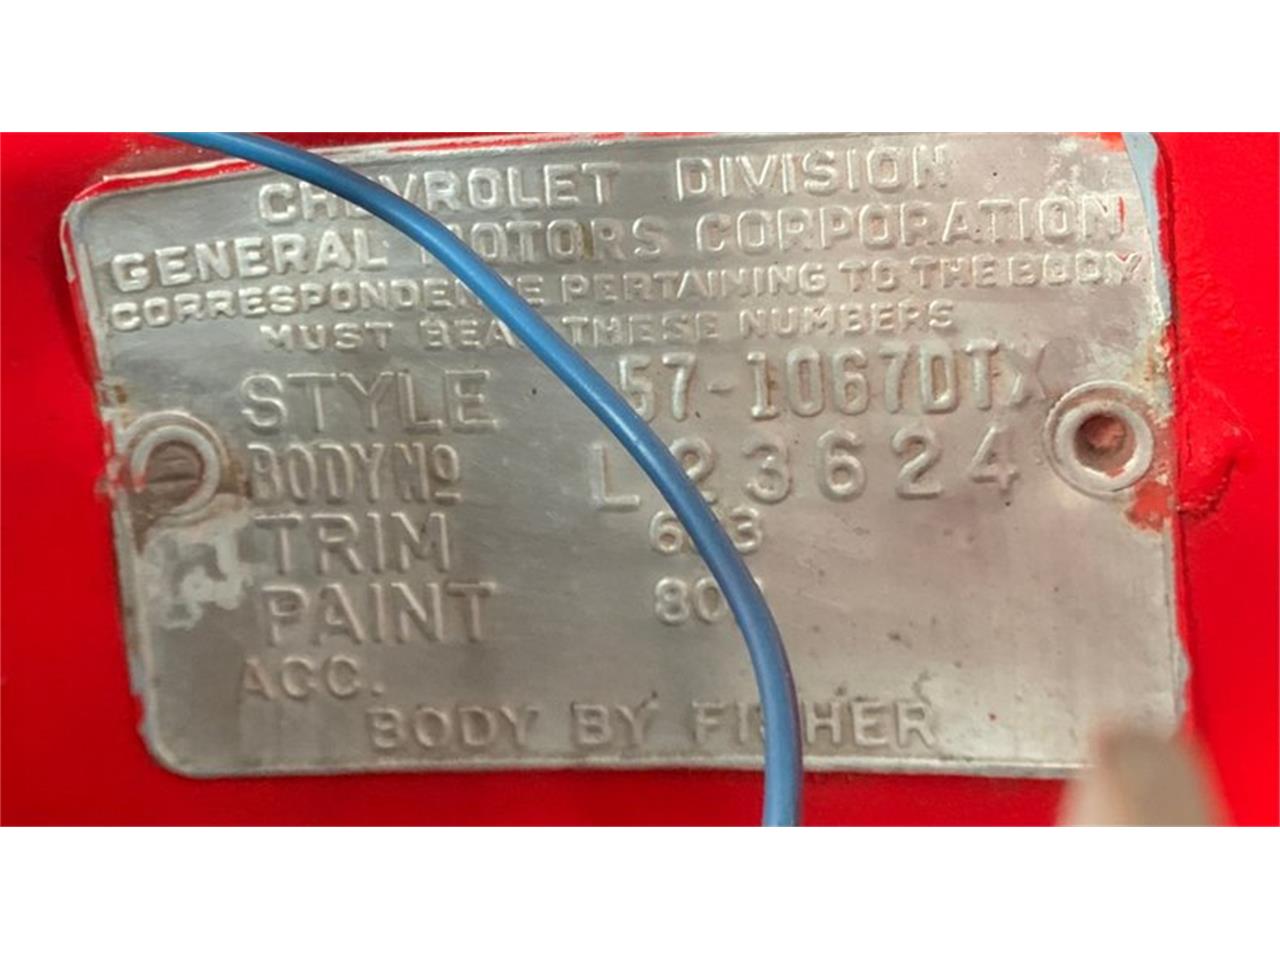 CHEVROLET DIVISION
GENERAL MOTORS CORPORATION
CORRESPONDENCE PERTAINING TO THE BODY
MUST BEAR THESE NUMBERS
STYLE 57-1067DTX
BODY Nº L23624
TRIM
PAINT
ACC.
BODY BY FISHER